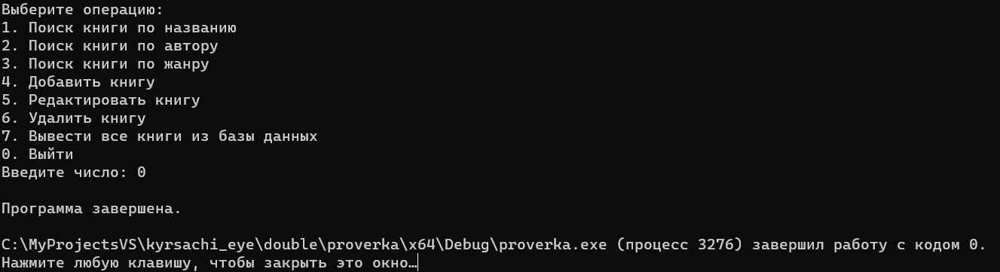 Выберите операцию:
1. Поиск книги по названию
2. Поиск книги по автору
3. Поиск книги по жанру
4. Добавить книгу
5. Редактировать книгу
6. Удалить книгу
7. Вывести все книги из базы данных
0. Выйти
Введите число: 0
Программа завершена.
C:\MyProjectsVS\kyrsachi_eye\double\proverka\x64\Debug\proverka.exe (процесс 3276) завершил работу с кодом 0.
Нажмите любую клавишу, чтобы закрыть это окно…